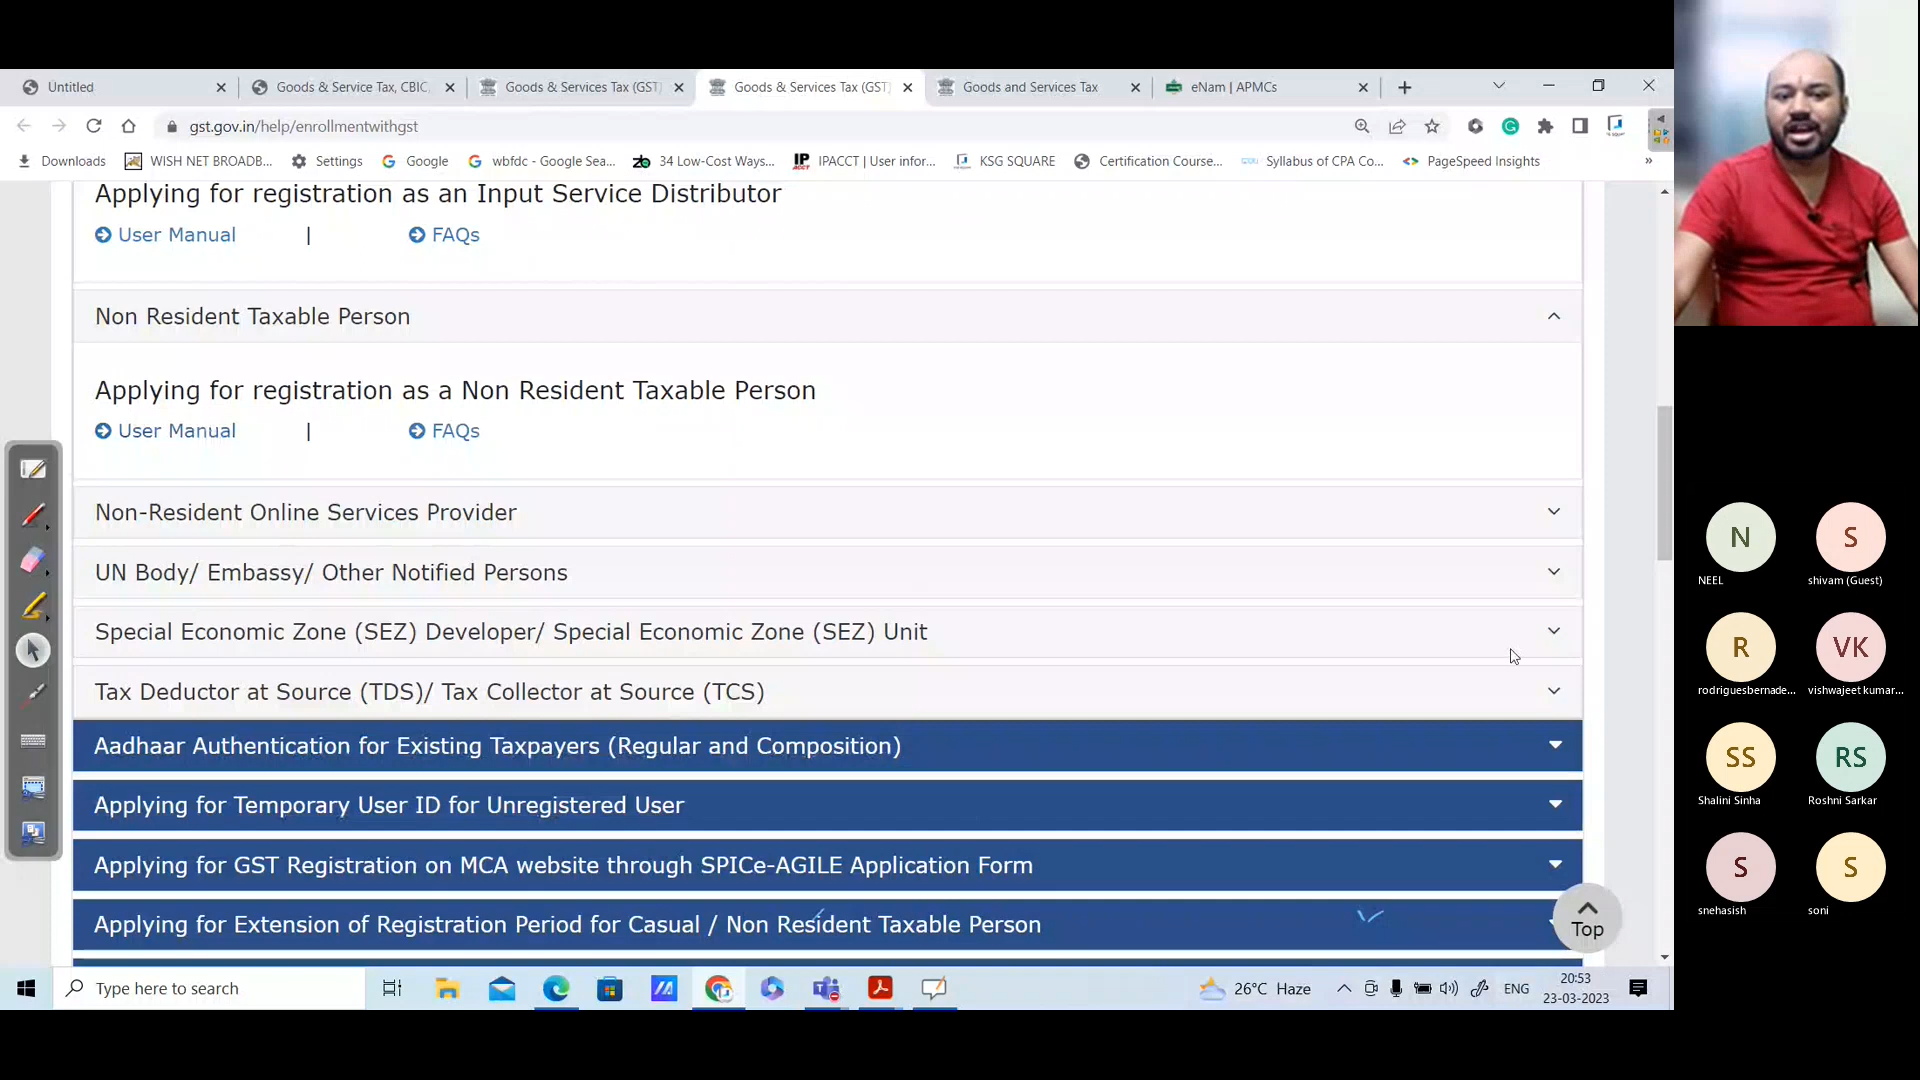 Untitled
Goods & Service Tax, CBIC,
Goods & Services Tax (GST)
Goods & Services Tax (GST)
Goods and Services Tax
eNam | APMCs
gst.gov.in/help/enrollmentwithgst
Downloads
WISH NET BROADB...
Settings
Google
wbfdc - Google Sea...
34 Low-Cost Ways...
IPACCT | User infor...
KSG SQUARE
Certification Course...
Syllabus of CPA Co...
PageSpeed Insights
»
Applying for registration as an Input Service Distributor
User Manual | FAQs
Non Resident Taxable Person
Applying for registration as a Non Resident Taxable Person
User Manual | FAQs
Non-Resident Online Services Provider
UN Body/ Embassy/ Other Notified Persons
Special Economic Zone (SEZ) Developer/ Special Economic Zone (SEZ) Unit
Tax Deductor at Source (TDS)/ Tax Collector at Source (TCS)
Aadhaar Authentication for Existing Taxpayers (Regular and Composition)
Applying for Temporary User ID for Unregistered User
Applying for GST Registration on MCA website through SPICe-AGILE Application Form
Applying for Extension of Registration Period for Casual / Non Resident Taxable Person
Top
Type here to search
26°C Haze
ENG
20:53
23-03-2023
N
NEEL
S
shivam (Guest)
R
rodriguesbernade...
VK
vishwajeet kumar...
SS
Shalini Sinha
RS
Roshni Sarkar
S
snehasish
S
soni